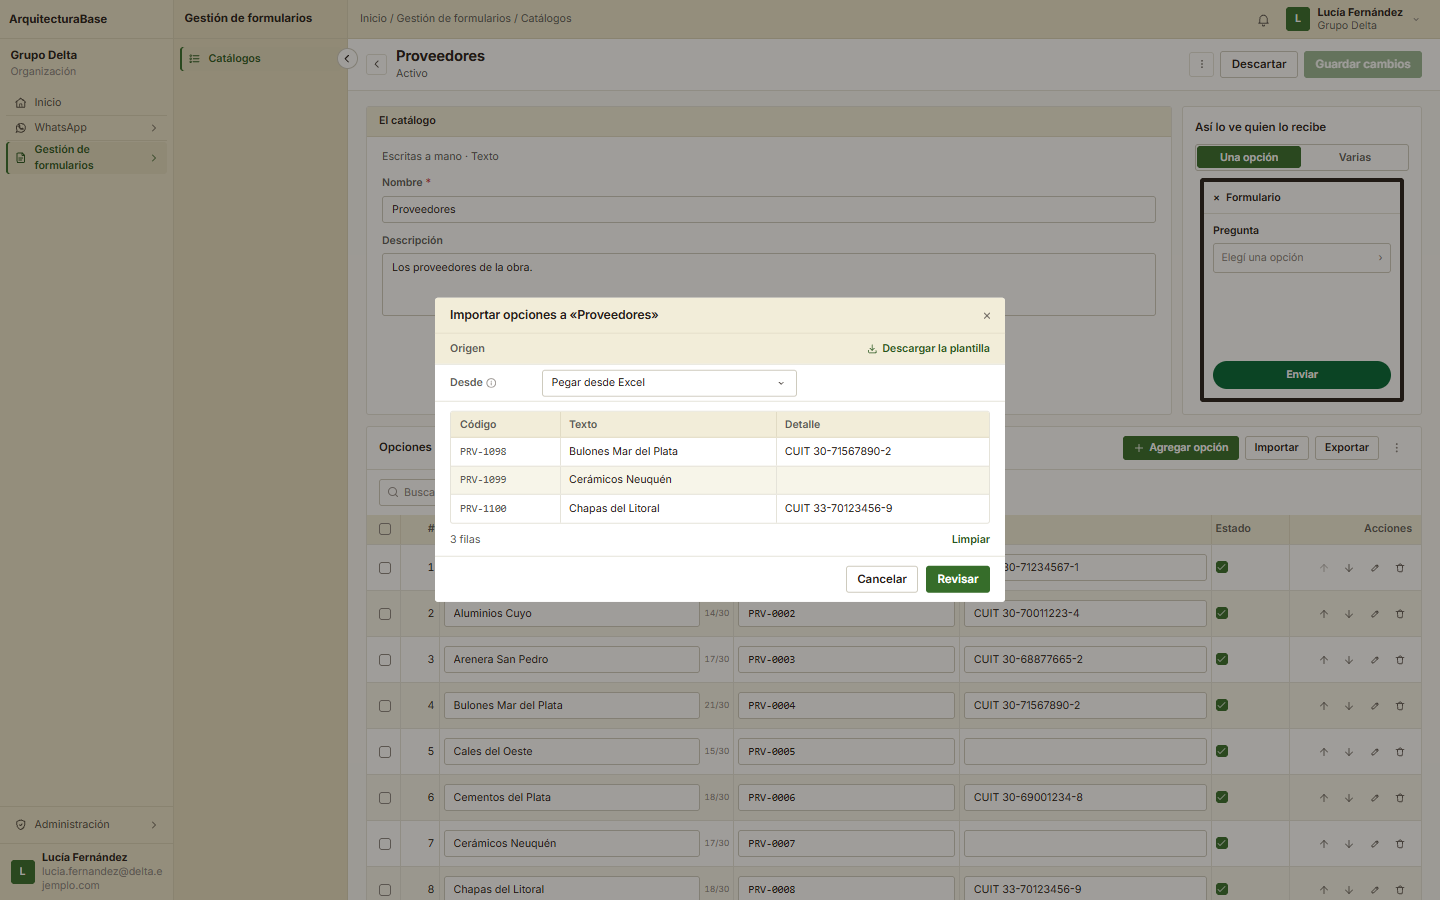 ArquitecturaBase
Gestión de formularios
Inicio / Gestión de formularios / Catálogos
L
Lucía Fernández
Grupo Delta
Grupo Delta
Organización
Inicio
WhatsApp
Gestión de
formularios
Catálogos
Proveedores
Activo
Descartar
Guardar cambios
El catálogo
Escritas a mano · Texto
Nombre *
Proveedores
Descripción
Los proveedores de la obra.
Así lo ve quien lo recibe
Una opción
Varias
× Formulario
Pregunta
Elegí una opción
Enviar
Importar opciones a «Proveedores»
×
Origen
Descargar la plantilla
Desde
Pegar desde Excel
Código Texto Detalle
PRV-1098 Bulones Mar del Plata CUIT 30-71567890-2
PRV-1099 Cerámicos Neuquén
PRV-1100 Chapas del Litoral CUIT 33-70123456-9
3 filas
Limpiar
Cancelar
Revisar
Opciones
Agregar opción
Importar
Exportar
Busca
# Estado Acciones
1 30-71234567-1
2 Aluminios Cuyo 14/30 PRV-0002 CUIT 30-70011223-4
3 Arenera San Pedro 17/30 PRV-0003 CUIT 30-68877665-2
4 Bulones Mar del Plata 21/30 PRV-0004 CUIT 30-71567890-2
5 Cales del Oeste 15/30 PRV-0005
6 Cementos del Plata 18/30 PRV-0006 CUIT 30-69001234-8
7 Cerámicos Neuquén 17/30 PRV-0007
8 Chapas del Litoral 18/30 PRV-0008 CUIT 33-70123456-9
Administración
L
Lucía Fernández
lucia.fernandez@delta.e
jemplo.com